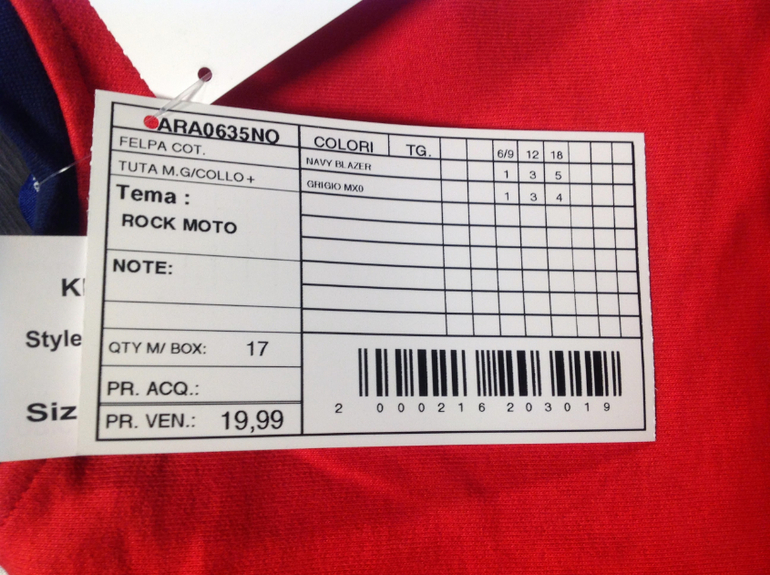 ARA0635NO
FELPA COT.
TUTA M.G/COLLO+
Tema :
ROCK MOTO
NOTE:
QTY M/ BOX: 17
PR. ACQ.:
PR. VEN.: 19,99
COLORI TG. 6/9 12 18
NAVY BLAZER 1 3 5
GRIGIO MX0 1 3 4
2 000216 203019
K
Style
Siz